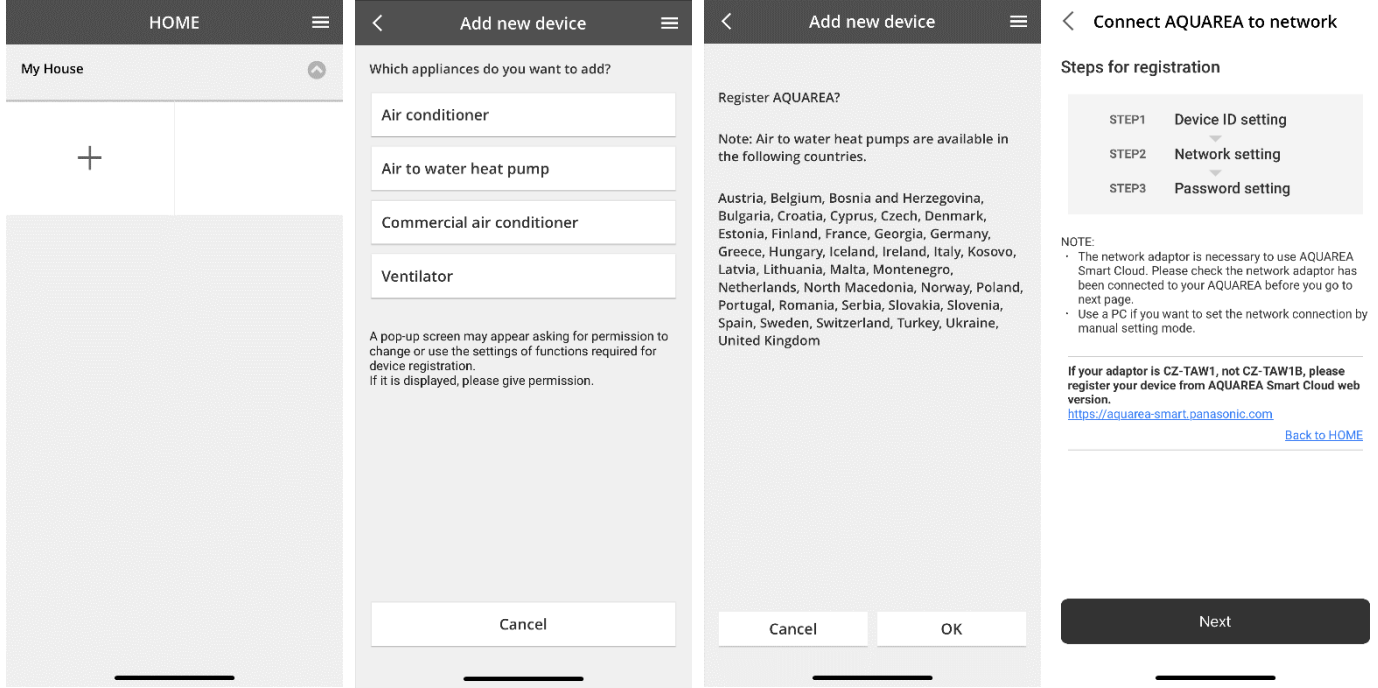 HOME
My House
Add new device
Which appliances do you want to add?
Air conditioner
Air to water heat pump
Commercial air conditioner
Ventilator
A pop-up screen may appear asking for permission to
change or use the settings of functions required for
device registration.
If it is displayed, please give permission.
Cancel
Add new device
Register AQUAREA?
Note: Air to water heat pumps are available in
the following countries.
Austria, Belgium, Bosnia and Herzegovina,
Bulgaria, Croatia, Cyprus, Czech, Denmark,
Estonia, Finland, France, Georgia, Germany,
Greece, Hungary, Iceland, Ireland, Italy, Kosovo,
Latvia, Lithuania, Malta, Montenegro,
Netherlands, North Macedonia, Norway, Poland,
Portugal, Romania, Serbia, Slovakia, Slovenia,
Spain, Sweden, Switzerland, Turkey, Ukraine,
United Kingdom
Cancel OK
Connect AQUAREA to network
Steps for registration
STEP1 Device ID setting
STEP2 Network setting
STEP3 Password setting
NOTE:
· The network adaptor is necessary to use AQUAREA
Smart Cloud. Please check the network adaptor has
been connected to your AQUAREA before you go to
next page.
· Use a PC if you want to set the network connection by
manual setting mode.
If your adaptor is CZ-TAW1, not CZ-TAW1B, please
register your device from AQUAREA Smart Cloud web
version.
https://aquarea-smart.panasonic.com
Back to HOME
Next